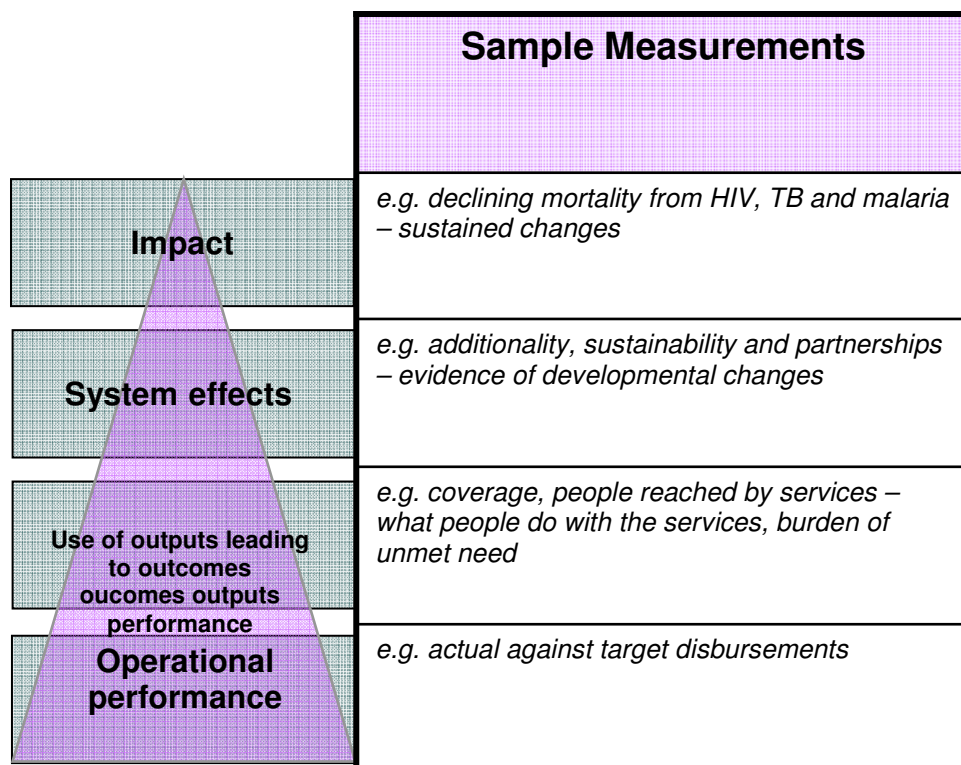 Sample Measurements
Impact
e.g. declining mortality from HIV, TB and malaria
– sustained changes
System effects
e.g. additionality, sustainability and partnerships
– evidence of developmental changes
Use of outputs leading
to outcomes
oucomes outputs
performance
e.g. coverage, people reached by services –
what people do with the services, burden of
unmet need
Operational
performance
e.g. actual against target disbursements